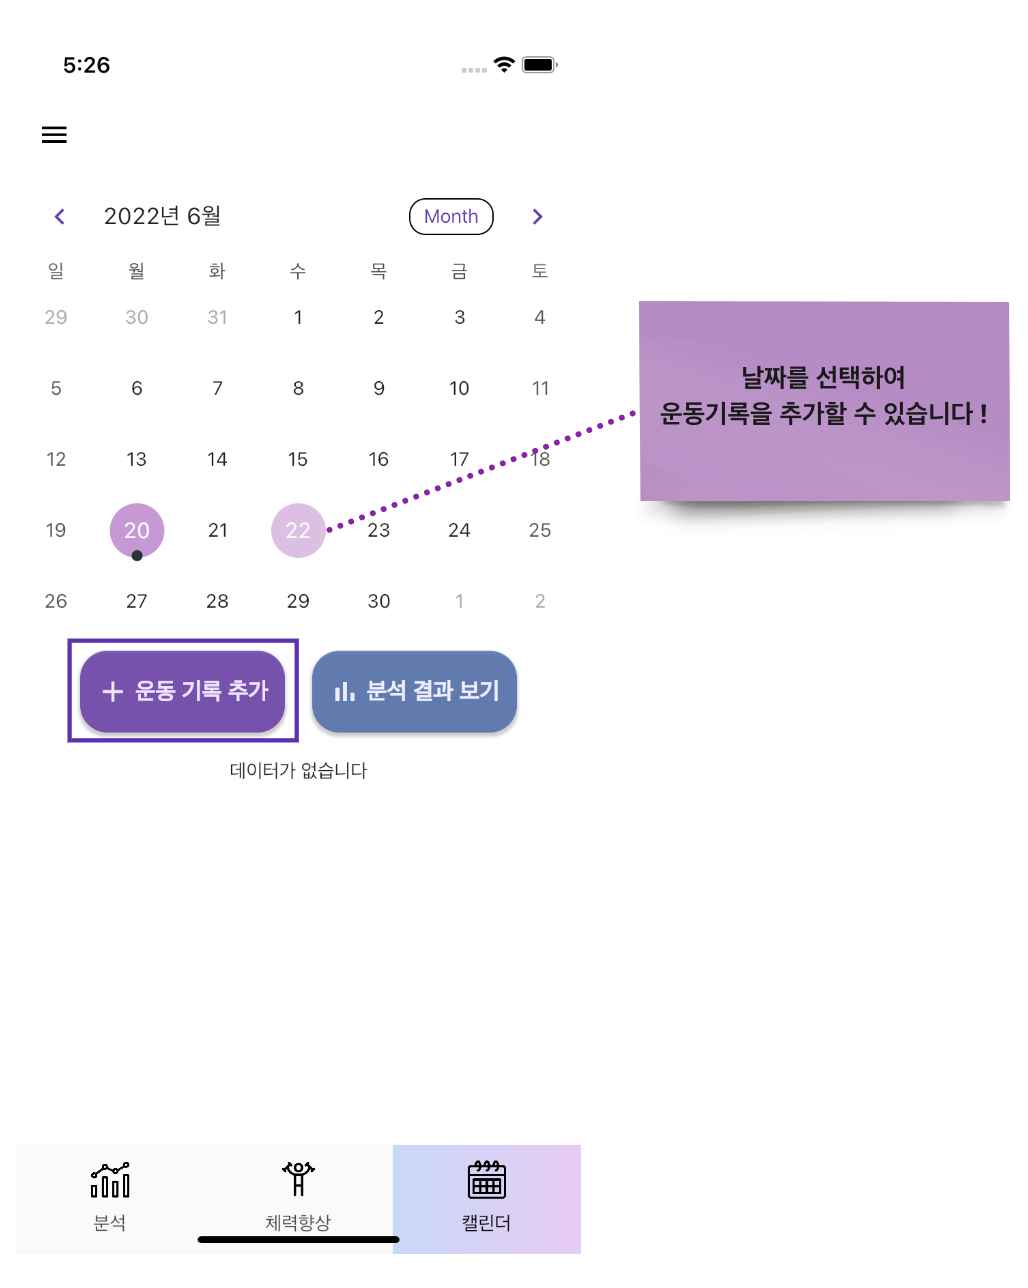 5:26
2022년 6월
Month
일 월 화 수 목 금 토
29 30 31 1 2 3 4
5 6 7 8 9 10 11
12 13 14 15 16 17 18
19 20 21 22 23 24 25
26 27 28 29 30 1 2
날짜를 선택하여
운동기록을 추가할 수 있습니다 !
+ 운동 기록 추가
분석 결과 보기
데이터가 없습니다
분석
체력향상
캘린더